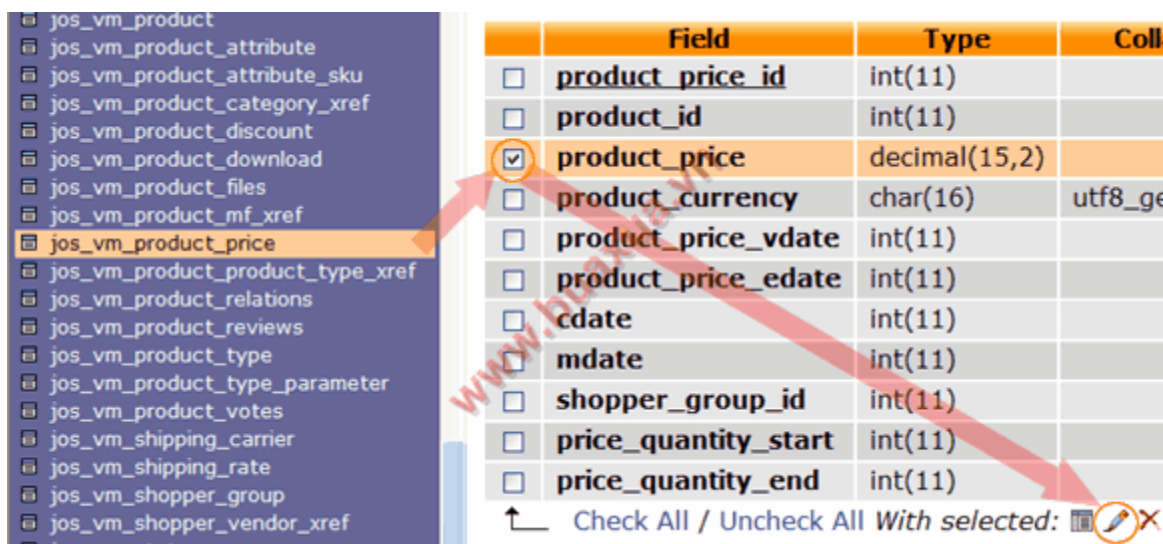 jos_vm_product
jos_vm_product_attribute
jos_vm_product_attribute_sku
jos_vm_product_category_xref
jos_vm_product_discount
jos_vm_product_download
jos_vm_product_files
jos_vm_product_mf_xref
jos_vm_product_price
jos_vm_product_product_type_xref
jos_vm_product_relations
jos_vm_product_reviews
jos_vm_product_type
jos_vm_product_type_parameter
jos_vm_product_votes
jos_vm_shipping_carrier
jos_vm_shipping_rate
jos_vm_shopper_group
jos_vm_shopper_vendor_xref
Field Type Coll
product_price_id int(11)
product_id int(11)
product_price decimal(15,2)
product_currency char(16) utf8_ge
product_price_vdate int(11)
product_price_edate int(11)
cdate int(11)
mdate int(11)
shopper_group_id int(11)
price_quantity_start int(11)
price_quantity_end int(11)
Check All / Uncheck All With selected: